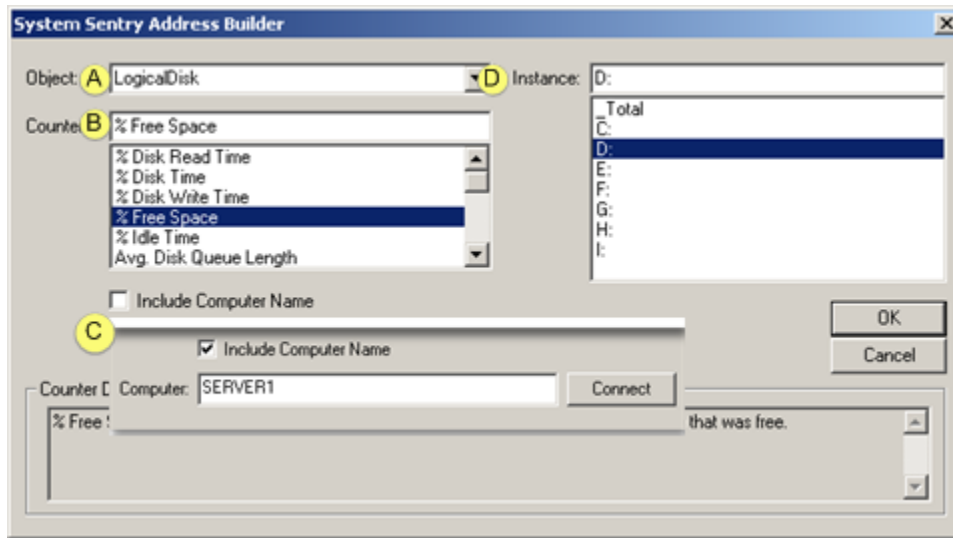 System Sentry Address Builder
Object: A LogicalDisk
D Instance: D:
_Total
C:
D:
E:
F:
G:
H:
I:
Counte B % Free Space
% Disk Read Time
% Disk Time
% Disk Write Time
% Free Space
% Idle Time
Avg. Disk Queue Length
Include Computer Name
C
Include Computer Name
Computer: SERVER1 Connect
OK
Cancel
Counter D
% Free S that was free.